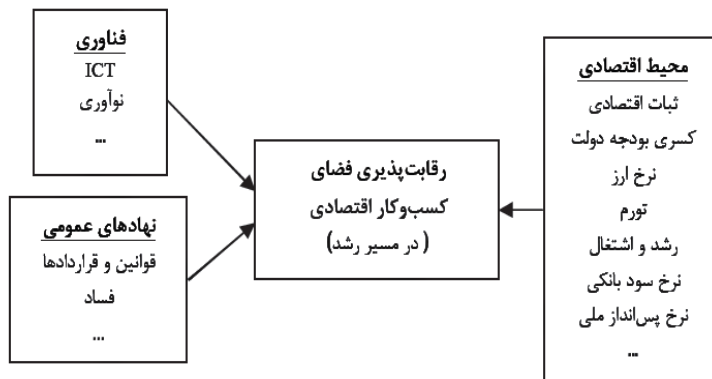 محیط اقتصادی
ثبات اقتصادی
کسری بودجه دولت
نرخ ارز
تورم
رشد و اشتغال
نرخ سود بانکی
نرخ پس‌انداز ملی
...
رقابت‌پذیری فضای
کسب‌وکار اقتصادی
( در مسیر رشد)
فناوری
ICT
نوآوری
...
نهادهای عمومی
قوانین و قراردادها
فساد
...